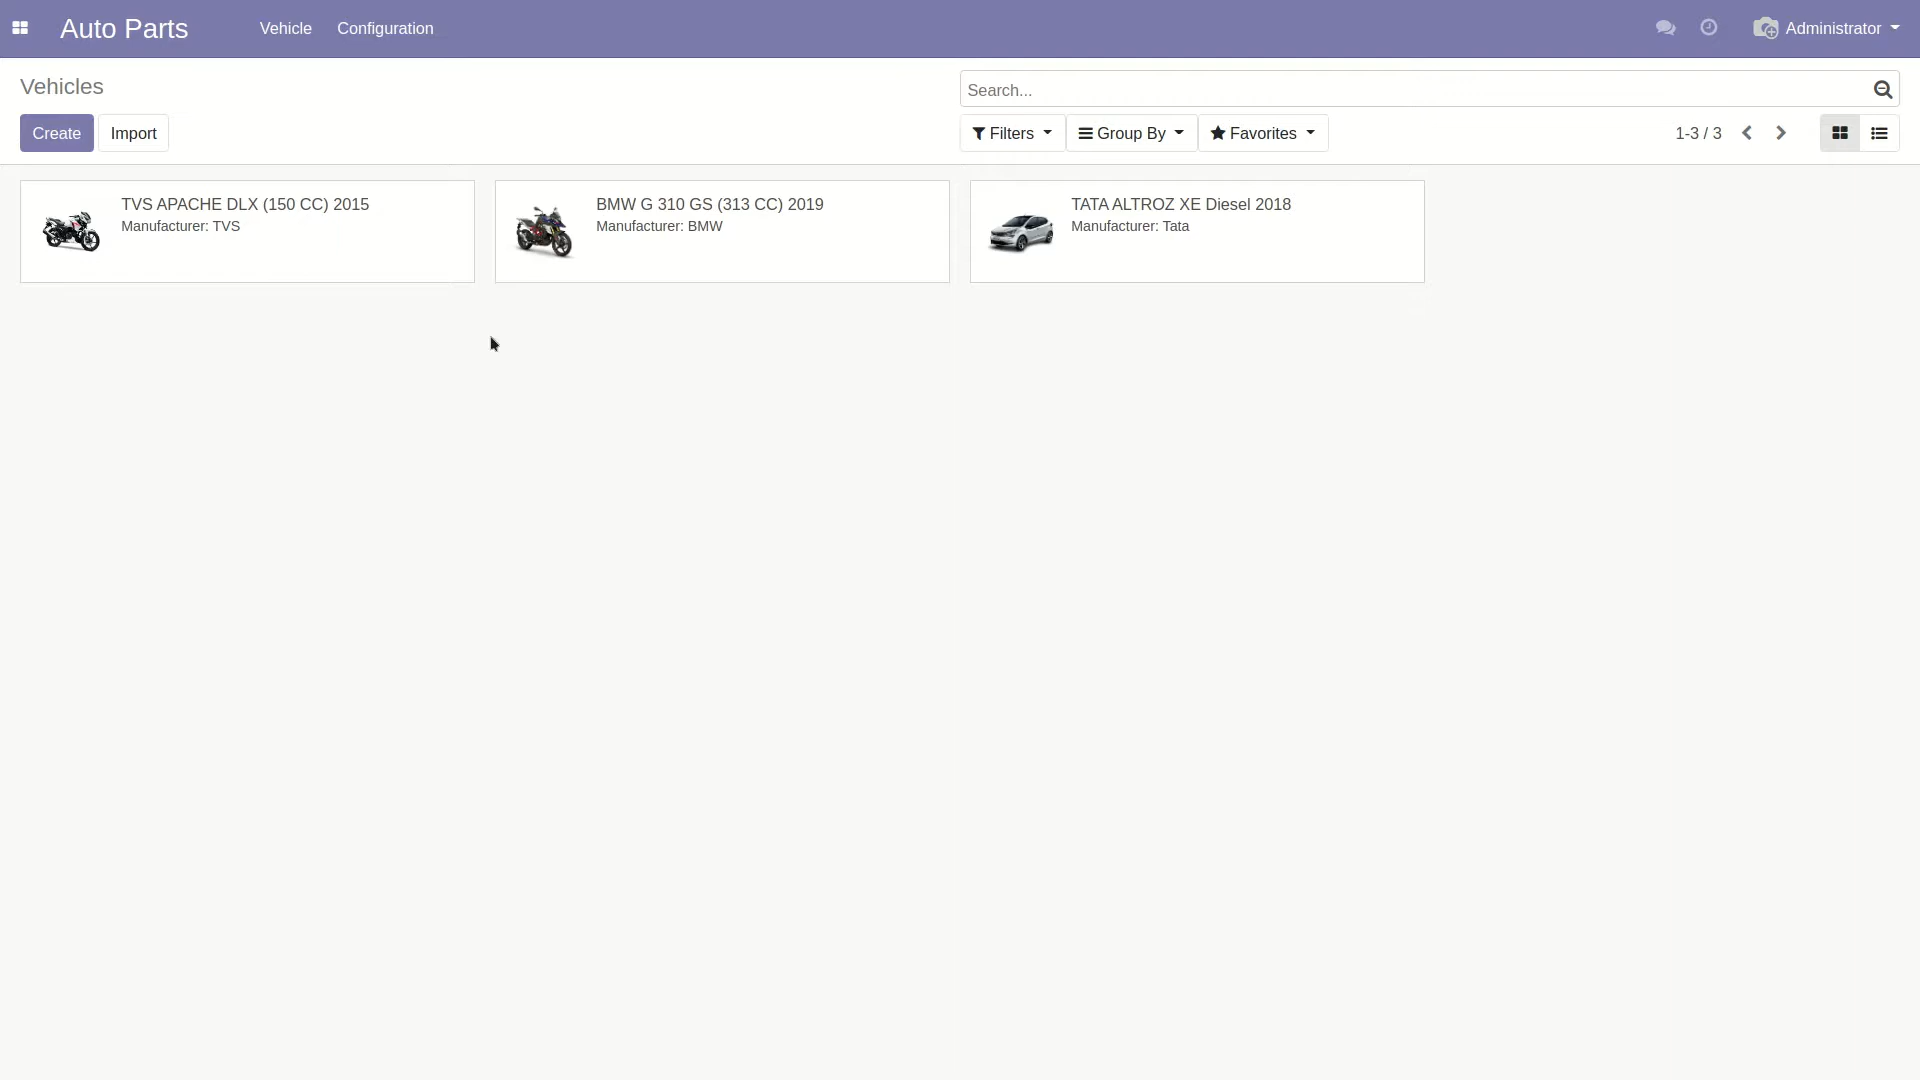 Auto Parts
Vehicle
Configuration
Administrator
Vehicles
Search...
Create
Import
Filters
Group By
Favorites
1-3 / 3
TVS APACHE DLX (150 CC) 2015
Manufacturer: TVS
BMW G 310 GS (313 CC) 2019
Manufacturer: BMW
TATA ALTROZ XE Diesel 2018
Manufacturer: Tata